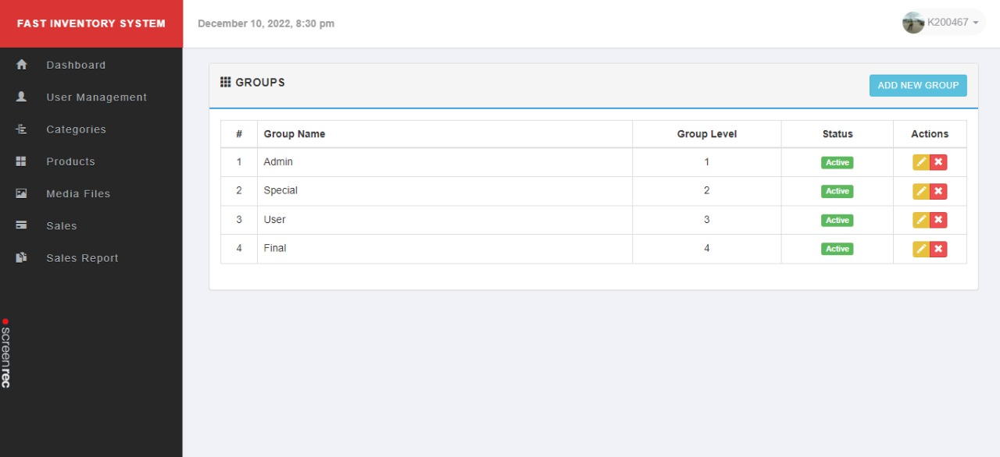 FAST INVENTORY SYSTEM
December 10, 2022, 8:30 pm
K200467
Dashboard
User Management
Categories
Products
Media Files
Sales
Sales Report
screenrec
GROUPS
ADD NEW GROUP
# Group Name Group Level Status Actions
1 Admin 1 Active
2 Special 2 Active
3 User 3 Active
4 Final 4 Active